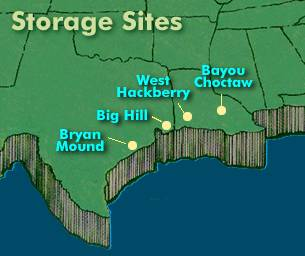 Storage Sites
Bayou
Choctaw
West
Hackberry
Big Hill
Bryan
Mound